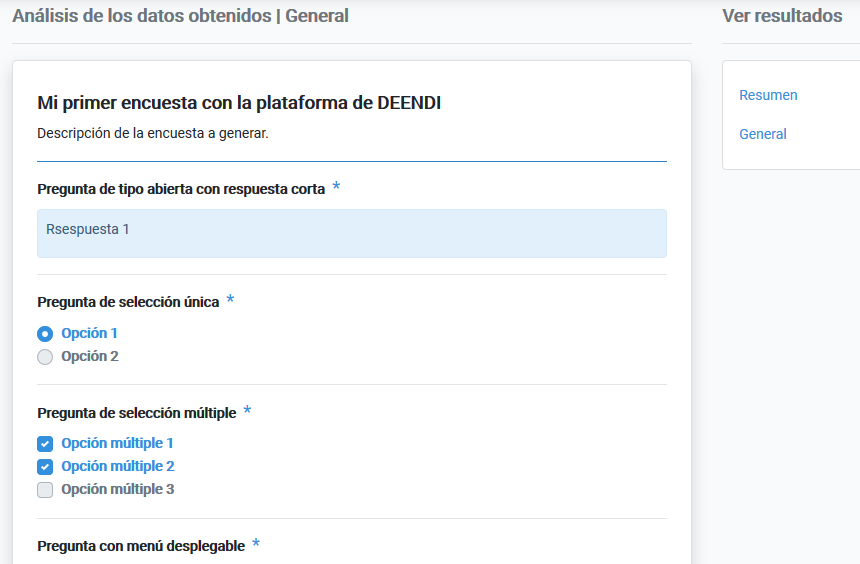 Análisis de los datos obtenidos | General
Ver resultados
Mi primer encuesta con la plataforma de DEENDI
Descripción de la encuesta a generar.
Resumen
General
Pregunta de tipo abierta con respuesta corta *
Rsespuesta 1
Pregunta de selección única *
Opción 1
Opción 2
Pregunta de selección múltiple *
Opción múltiple 1
Opción múltiple 2
Opción múltiple 3
Pregunta con menú desplegable *